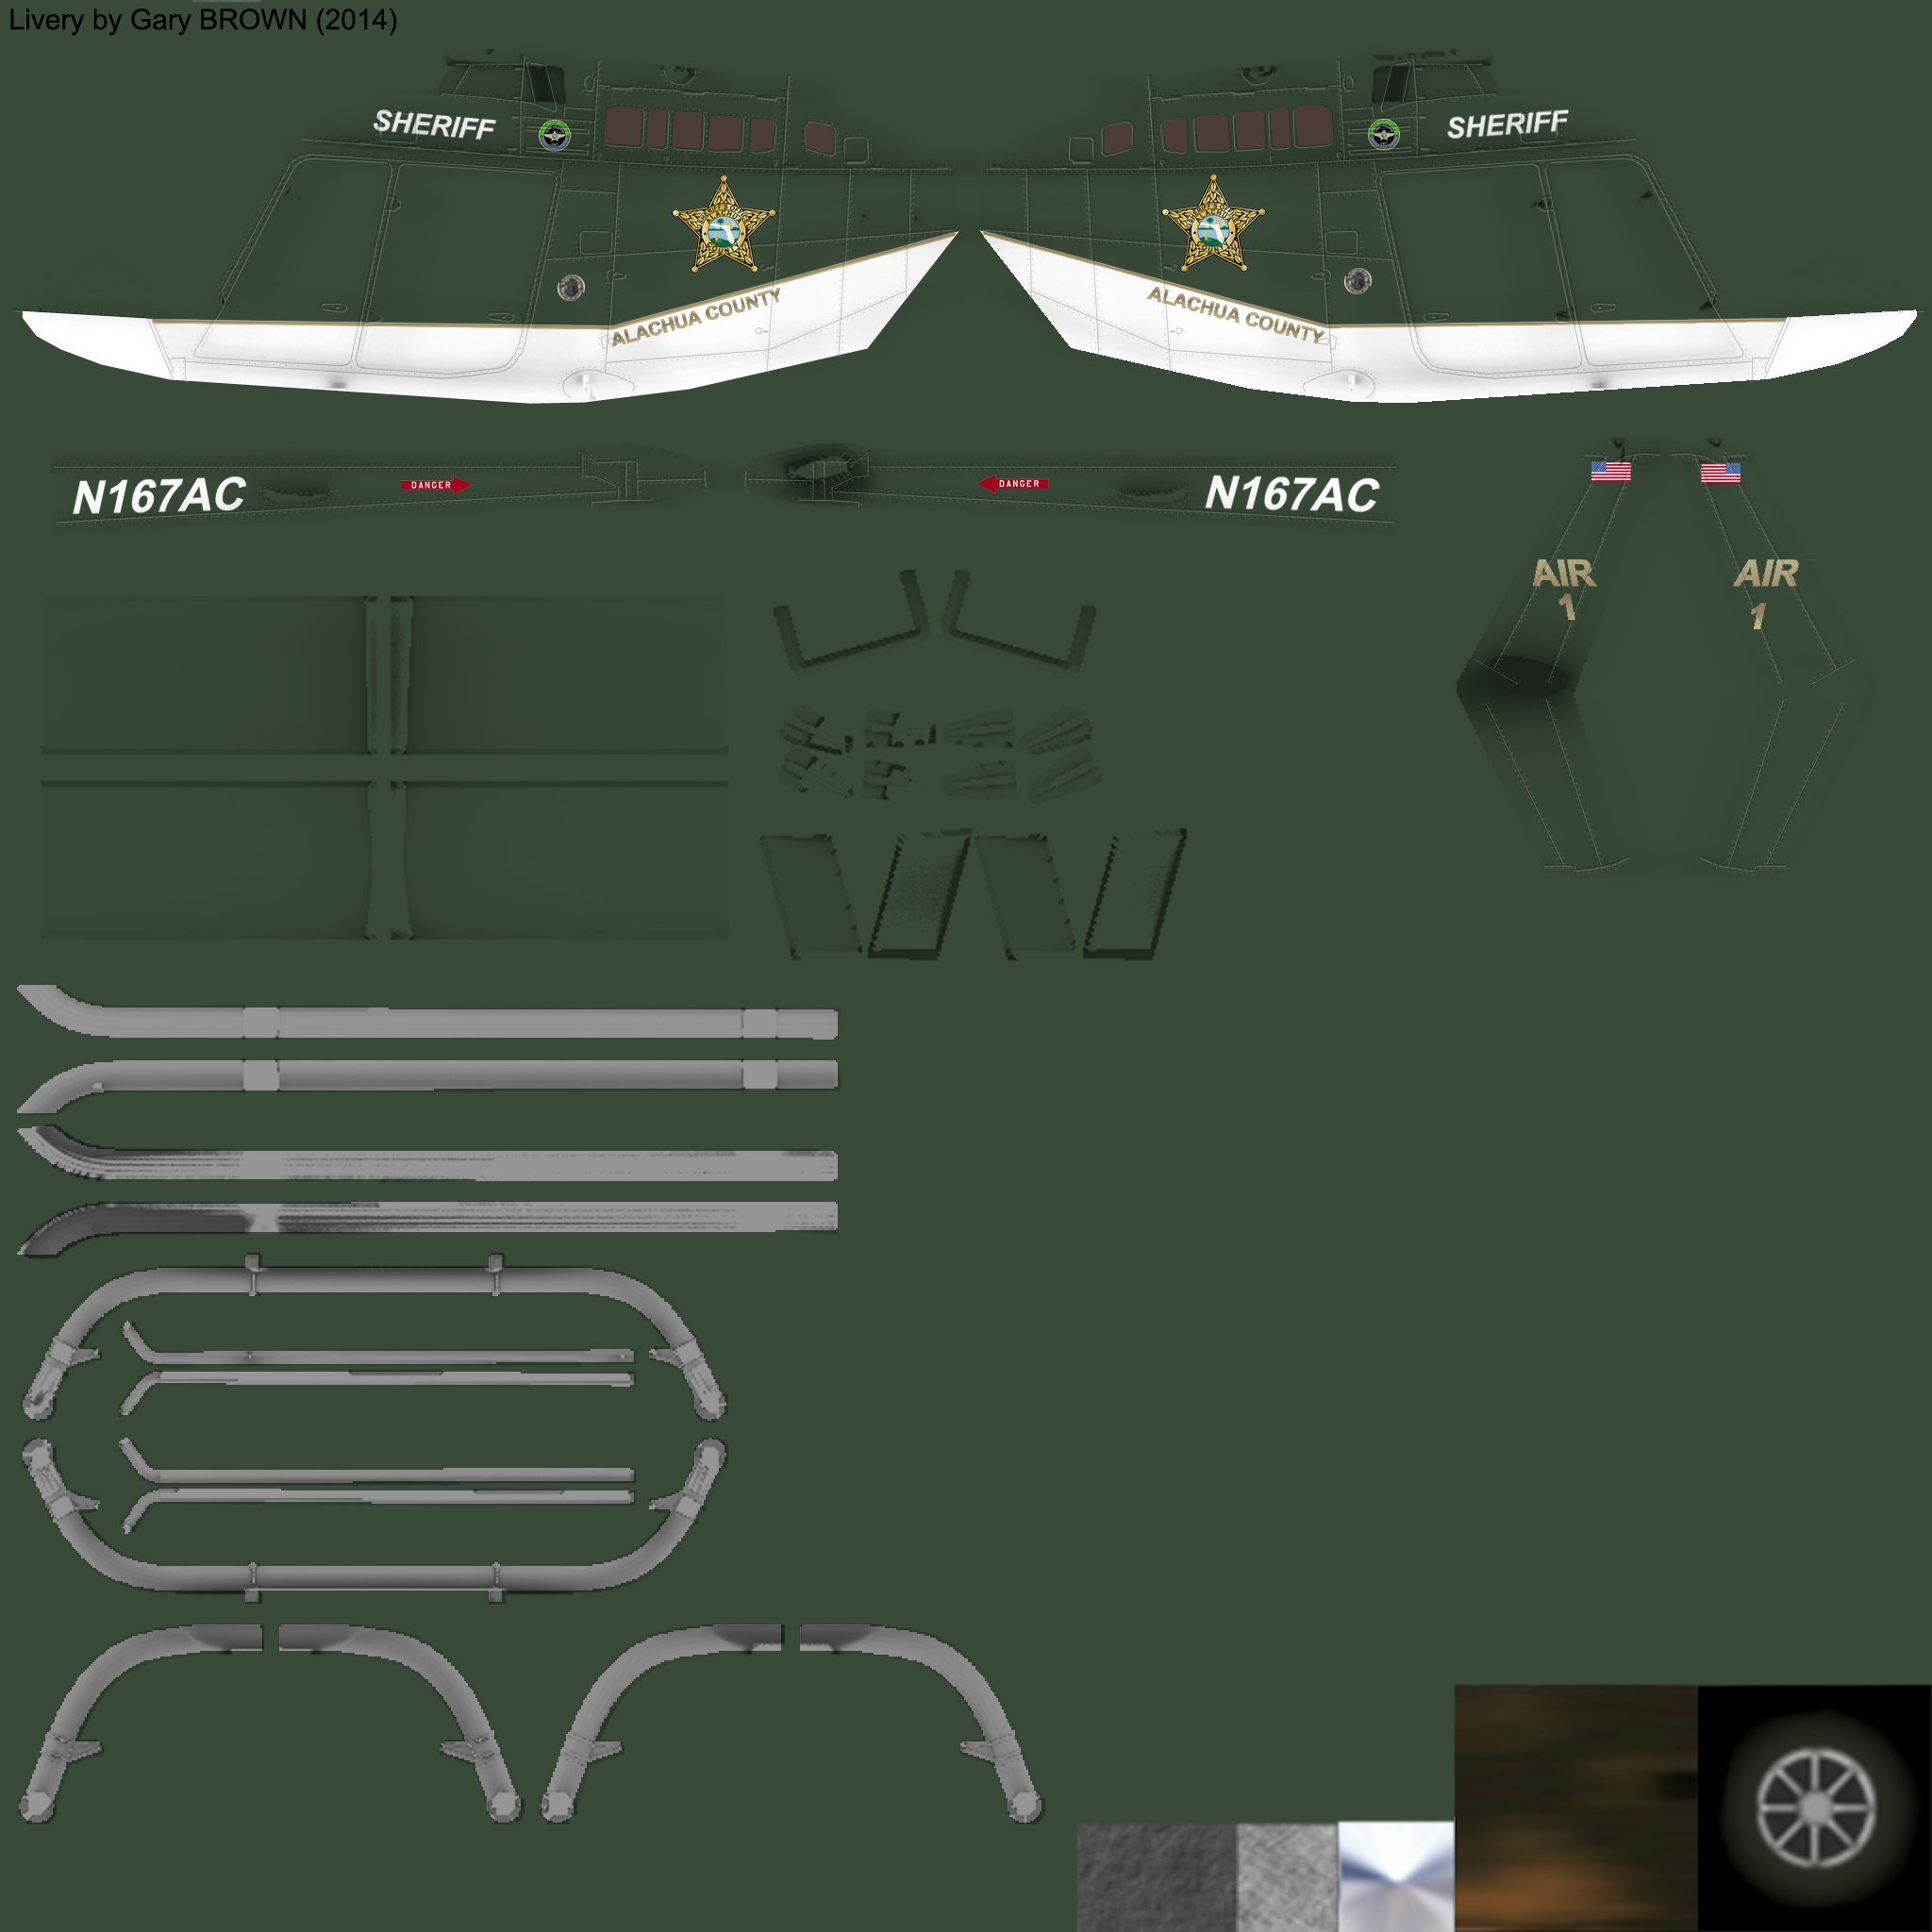 Livery by Gary BROWN (2014)
SHERIFF
SHERIFF
ALACHUA COUNTY
ALACHUA COUNTY
N167AC
DANGER
DANGER
N167AC
AIR
1
AIR
1